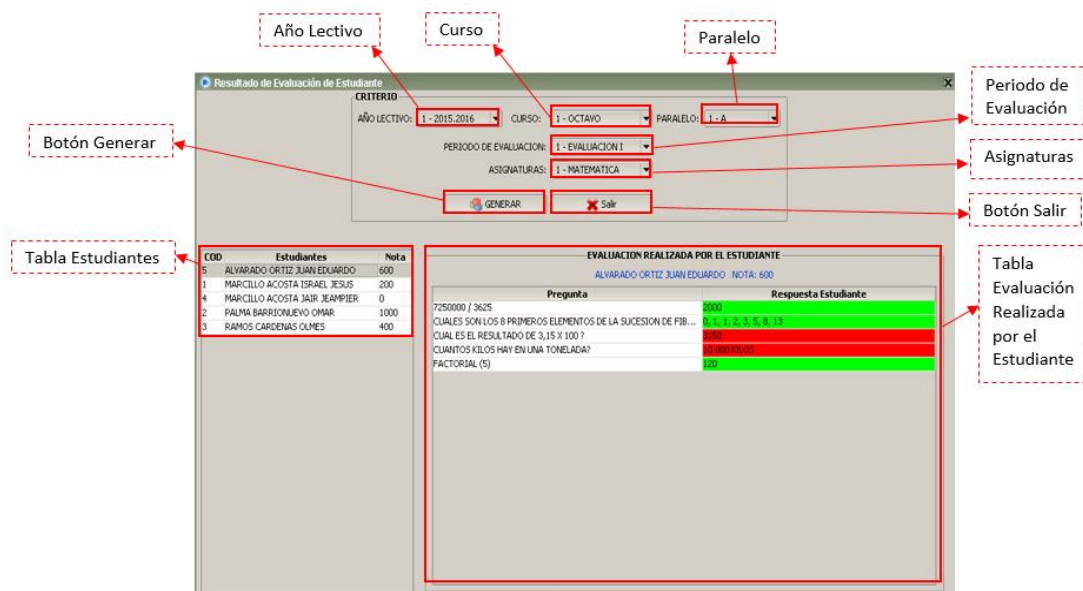 Año Lectivo
Curso
Paralelo
Resultado de Evaluación de Estudiante
X
CRITERIO
AÑO LECTIVO: 1 - 2015.2016 CURSO: 1 - OCTAVO PARALELO: 1 - A
Periodo de
Evaluación
PERIODO DE EVALUACION: 1 - EVALUACION I
Botón Generar
ASIGNATURAS: 1 - MATEMATICA
Asignaturas
GENERAR Salir
Botón Salir
Tabla Estudiantes
COD Estudiantes Nota
5 ALVARADO ORTIZ JUAN EDUARDO 600
1 MARCILLO ACOSTA ISRAEL JESUS 200
4 MARCILLO ACOSTA JAIR JEAMPIER 0
2 PALMA BARRIONUEVO OMAR 1000
3 RAMOS CARDENAS OLMES 400
EVALUACION REALIZADA POR EL ESTUDIANTE
ALVARADO ORTIZ JUAN EDUARDO NOTA: 600
Pregunta Respuesta Estudiante
7250000 / 3625 2000
CUALES SON LOS 8 PRIMEROS ELEMENTOS DE LA SUCESION DE FIB... 0, 1, 1, 2, 3, 5, 8, 13
CUAL ES EL RESULTADO DE 3,15 X 100 ? 3150
CUANTOS KILOS HAY EN UNA TONELADA? 10.000 KILOS
FACTORIAL (5) 120
Tabla
Evaluación
Realizada
por el
Estudiante